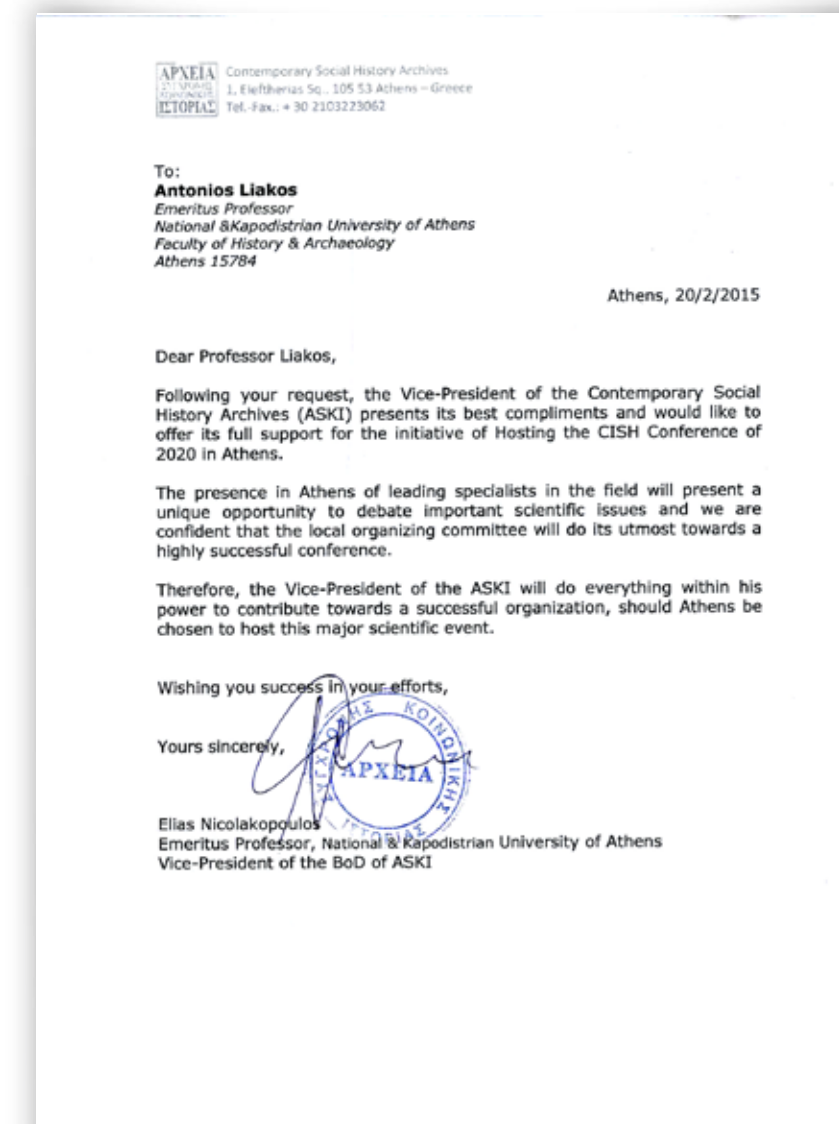 ΑΡΧΕΙΑ
ΣΥΓΧΡΟΝΗΣ
ΚΟΙΝΩΝΙΚΗΣ
ΙΣΤΟΡΙΑΣ
Contemporary Social History Archives
1, Eleftherias Sq., 105 53 Athens – Greece
Tel.-Fax.: + 30 2103223062
To:
Antonios Liakos
Emeritus Professor
National &Kapodistrian University of Athens
Faculty of History & Archaeology
Athens 15784
Athens, 20/2/2015
Dear Professor Liakos,
Following your request, the Vice-President of the Contemporary Social
History Archives (ASKI) presents its best compliments and would like to
offer its full support for the initiative of Hosting the CISH Conference of
2020 in Athens.
The presence in Athens of leading specialists in the field will present a
unique opportunity to debate important scientific issues and we are
confident that the local organizing committee will do its utmost towards a
highly successful conference.
Therefore, the Vice-President of the ASKI will do everything within his
power to contribute towards a successful organization, should Athens be
chosen to host this major scientific event.
Wishing you success in your efforts,
Yours sincerely,
ΣΥΓΧΡΟΝΗΣ ΚΟΙΝΩΝΙΚΗΣ ΙΣΤΟΡΙΑΣ
ΑΡΧΕΙΑ
Elias Nicolakopoulos
Emeritus Professor, National & Kapodistrian University of Athens
Vice-President of the BoD of ASKI